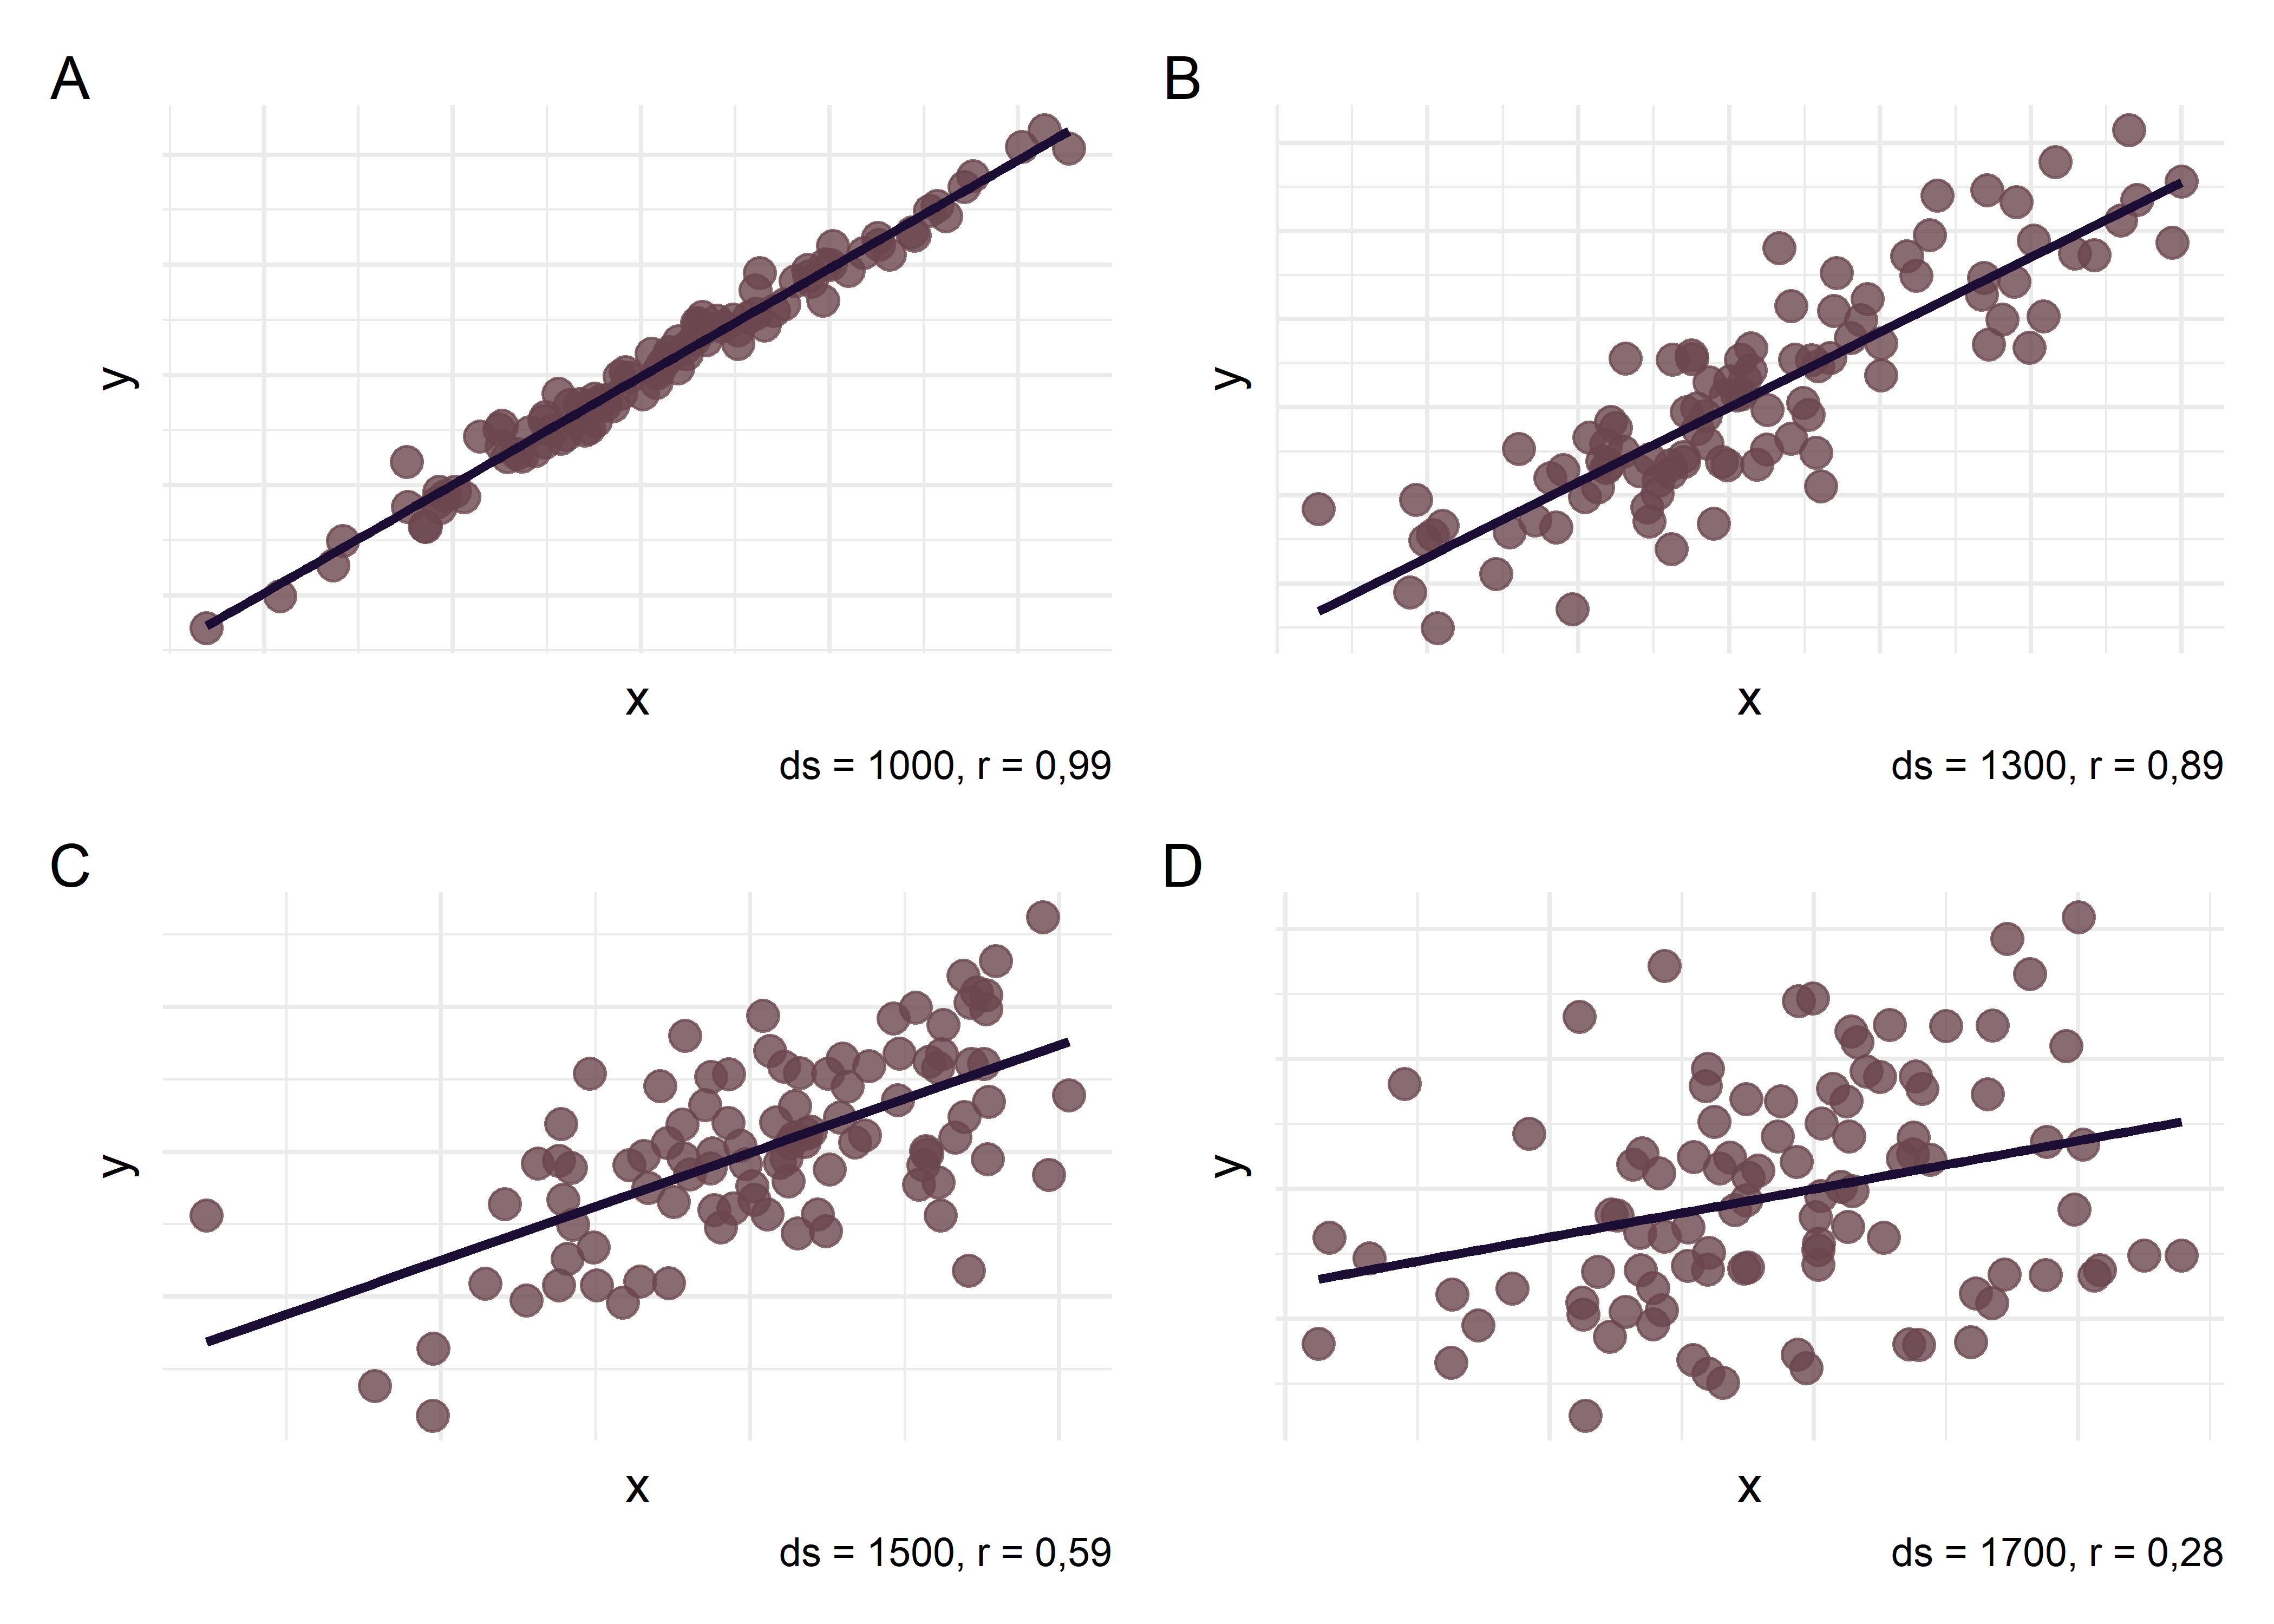 A
y
x
ds = 1000, r = 0,99
B
y
x
ds = 1300, r = 0,89
C
y
x
ds = 1500, r = 0,59
D
y
x
ds = 1700, r = 0,28